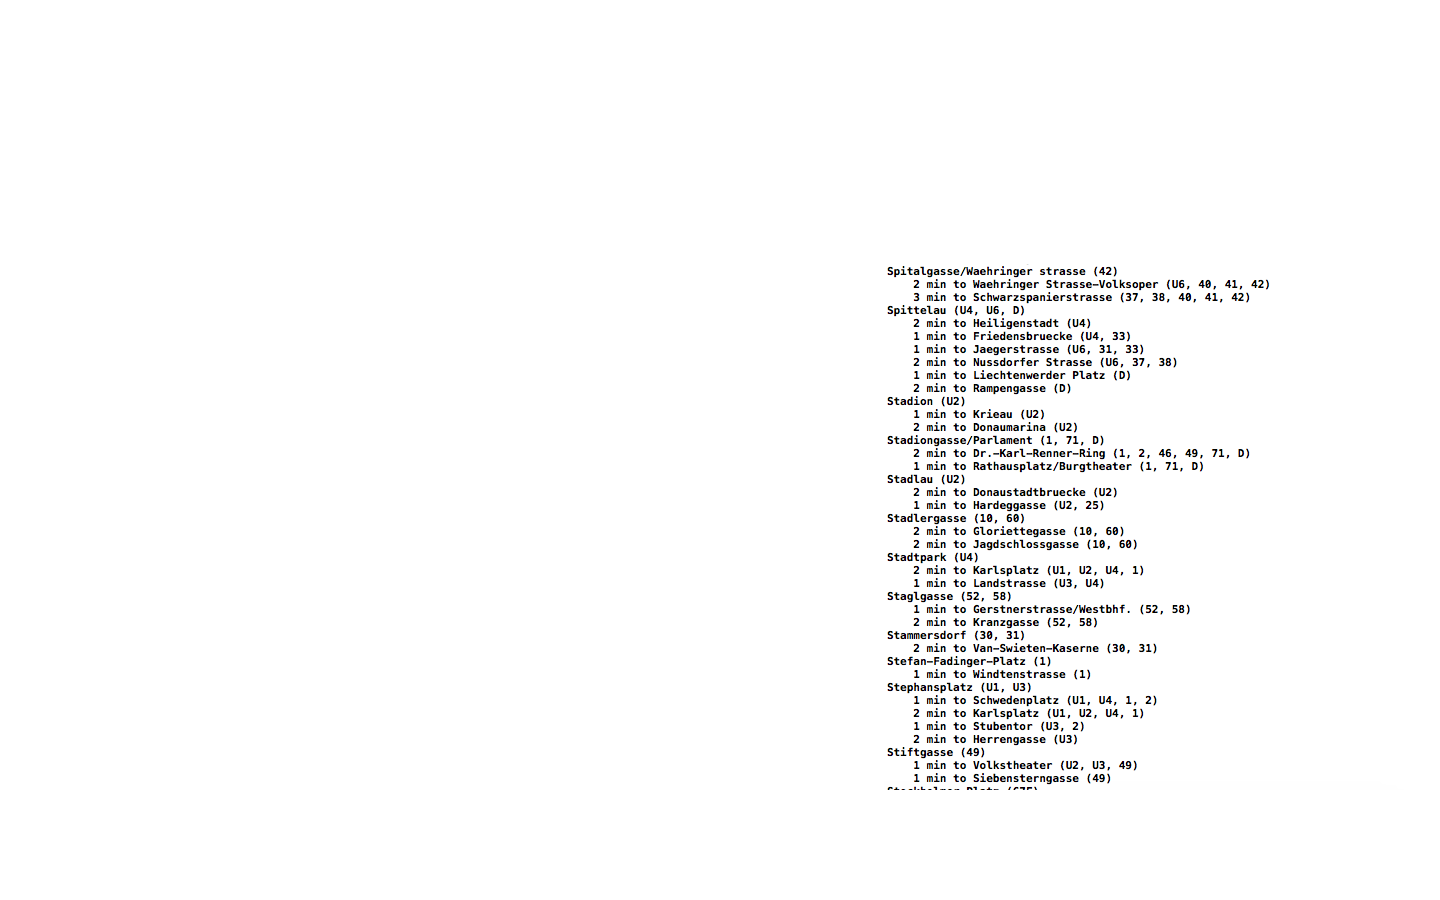 Spitalgasse/Waehringer strasse (42)
2 min to Waehringer Strasse-Volksoper (U6, 40, 41, 42)
3 min to Schwarzspanierstrasse (37, 38, 40, 41, 42)
Spittelau (U4, U6, D)
2 min to Heiligenstadt (U4)
1 min to Friedensbruecke (U4, 33)
1 min to Jaegerstrasse (U6, 31, 33)
2 min to Nussdorfer Strasse (U6, 37, 38)
1 min to Liechtenwerder Platz (D)
2 min to Rampengasse (D)
Stadion (U2)
1 min to Krieau (U2)
2 min to Donaumarina (U2)
Stadiongasse/Parlament (1, 71, D)
2 min to Dr.-Karl-Renner-Ring (1, 2, 46, 49, 71, D)
1 min to Rathausplatz/Burgtheater (1, 71, D)
Stadlau (U2)
2 min to Donaustadtbruecke (U2)
1 min to Hardeggasse (U2, 25)
Stadlergasse (10, 60)
2 min to Gloriettegasse (10, 60)
2 min to Jagdschlossgasse (10, 60)
Stadtpark (U4)
2 min to Karlsplatz (U1, U2, U4, 1)
1 min to Landstrasse (U3, U4)
Staglgasse (52, 58)
1 min to Gerstnerstrasse/Westbhf. (52, 58)
2 min to Kranzgasse (52, 58)
Stammersdorf (30, 31)
2 min to Van-Swieten-Kaserne (30, 31)
Stefan-Fadinger-Platz (1)
1 min to Windtenstrasse (1)
Stephansplatz (U1, U3)
1 min to Schwedenplatz (U1, U4, 1, 2)
2 min to Karlsplatz (U1, U2, U4, 1)
1 min to Stubentor (U3, 2)
2 min to Herrengasse (U3)
Stiftgasse (49)
1 min to Volkstheater (U2, U3, 49)
1 min to Siebensterngasse (49)